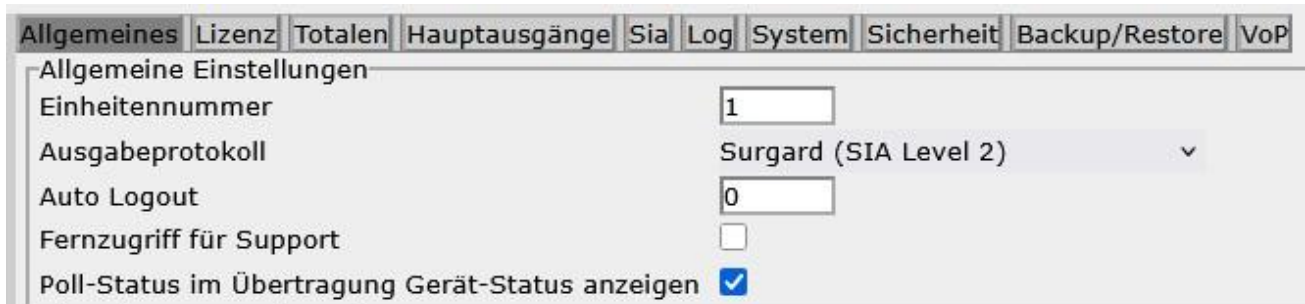 Allgemeines Lizenz Totalen Hauptausgänge Sia Log System Sicherheit Backup/Restore VoP
Allgemeine Einstellungen
Einheitennummer 1
Ausgabeprotokoll Surgard (SIA Level 2)
Auto Logout 0
Fernzugriff für Support
Poll-Status im Übertragung Gerät-Status anzeigen